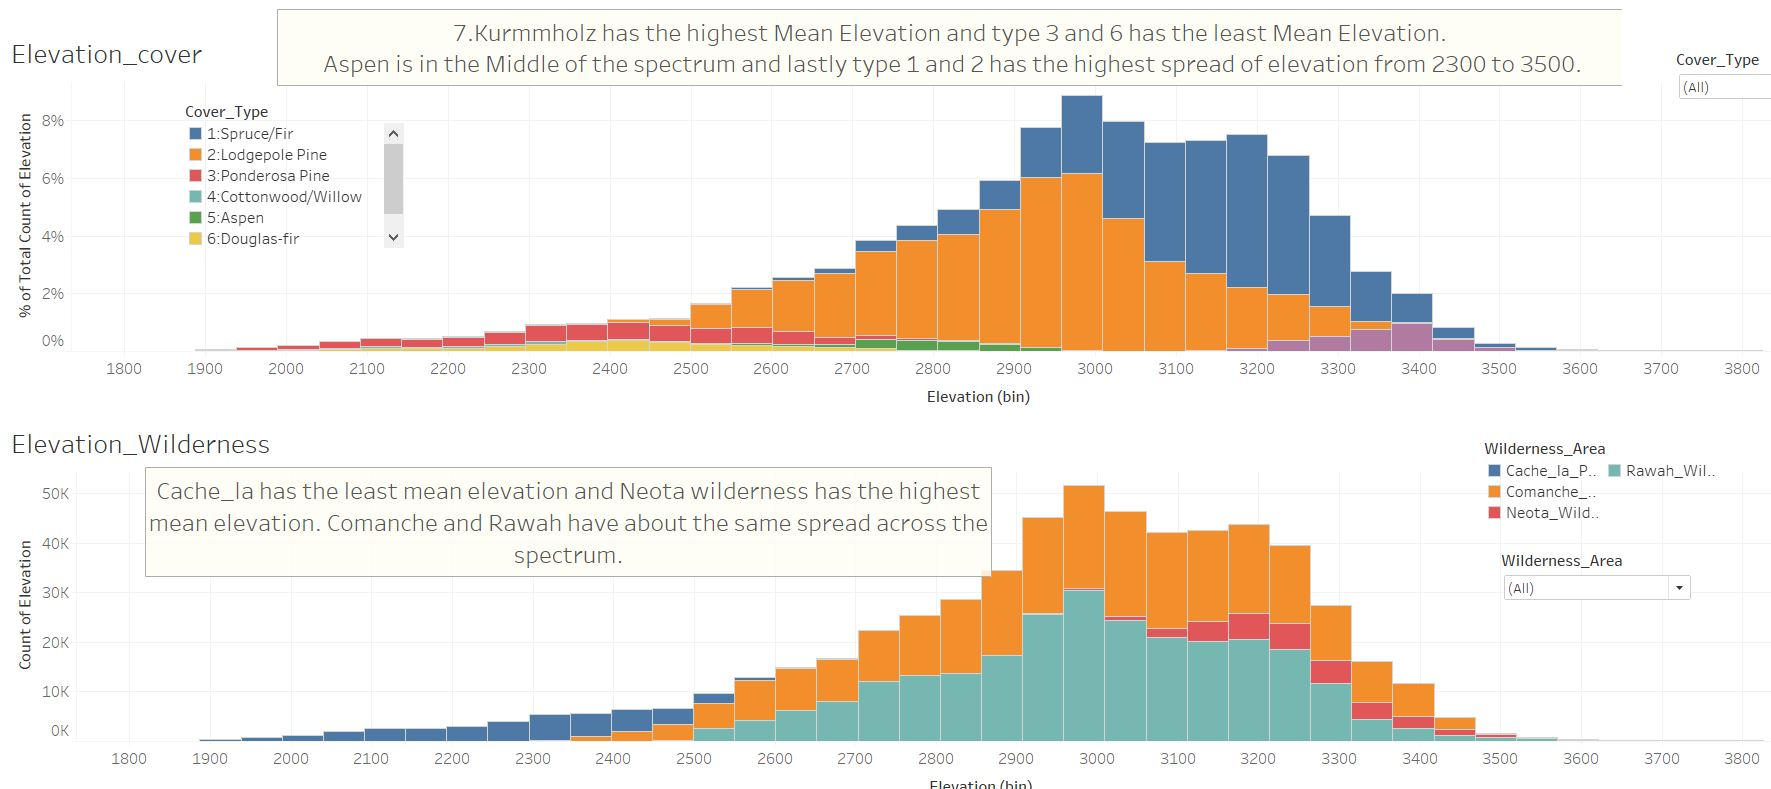 7.Kurmmholz has the highest Mean Elevation and type 3 and 6 has the least Mean Elevation.
Aspen is in the Middle of the spectrum and lastly type 1 and 2 has the highest spread of elevation from 2300 to 3500.
Elevation_cover
Cover_Type
(All)
Cover_Type
1:Spruce/Fir
2:Lodgepole Pine
3:Ponderosa Pine
4:Cottonwood/Willow
5:Aspen
6:Douglas-fir
% of Total Count of Elevation
8%
6%
4%
2%
0%
1800 1900 2000 2100 2200 2300 2400 2500 2600 2700 2800 2900 3000 3100 3200 3300 3400 3500 3600 3700 3800
Elevation (bin)
Elevation_Wilderness
Cache_la has the least mean elevation and Neota wilderness has the highest
mean elevation. Comanche and Rawah have about the same spread across the
spectrum.
Wilderness_Area
Cache_la_P.. Rawah_Wil..
Comanche_..
Neota_Wild..
Wilderness_Area
(All)
Count of Elevation
50K
40K
30K
20K
10K
0K
1800 1900 2000 2100 2200 2300 2400 2500 2600 2700 2800 2900 3000 3100 3200 3300 3400 3500 3600 3700 3800
Elevation (bin)